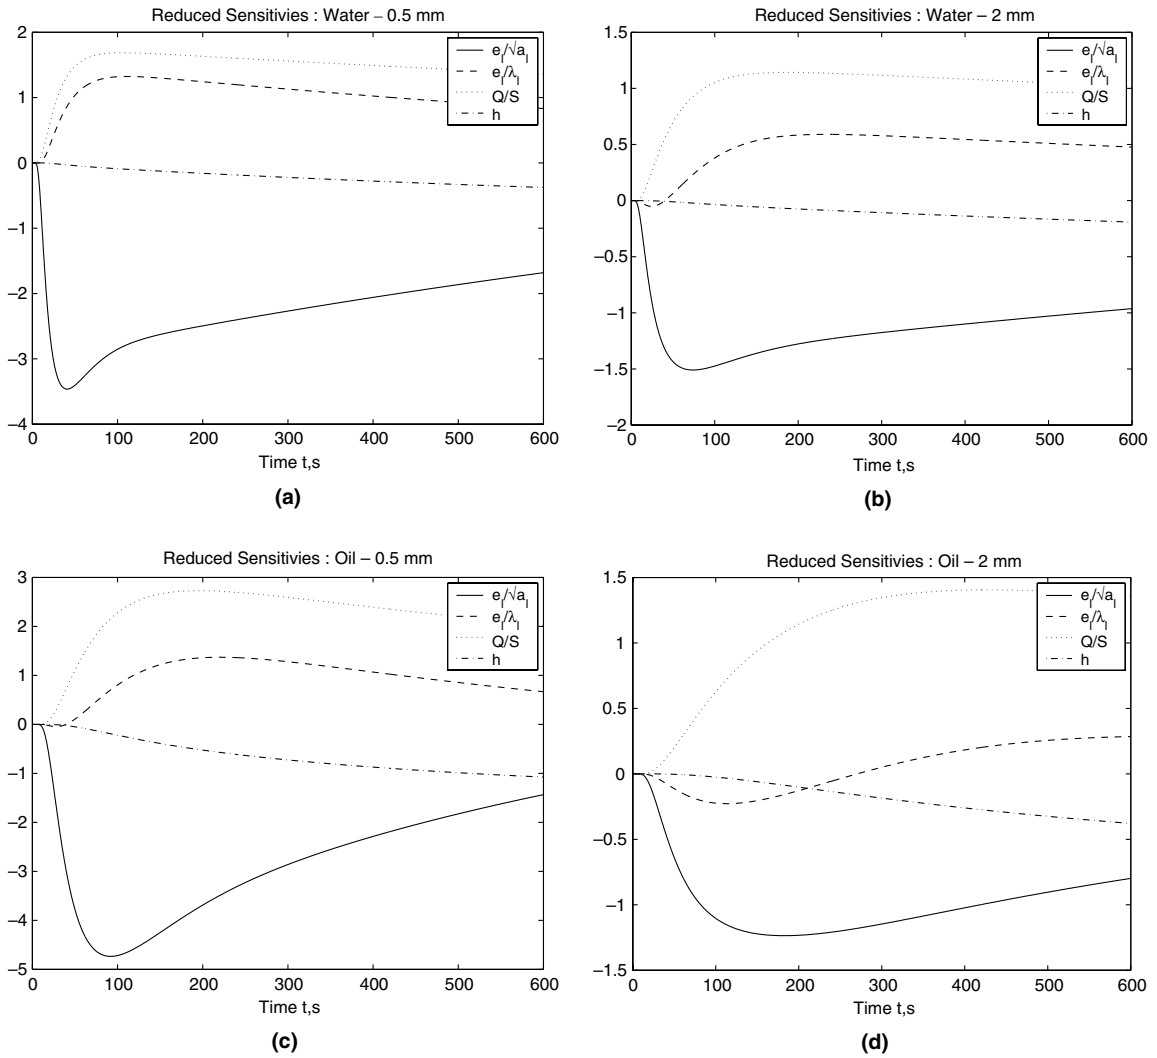 Reduced Sensitivies : Water – 0.5 mm
2
1
0
−1
−2
−3
−4
0 100 200 300 400 500 600
Time t,s
e_l/√a_l
e_l/λ_l
Q/S
h
(a)
Reduced Sensitivies : Water – 2 mm
1.5
1
0.5
0
−0.5
−1
−1.5
−2
0 100 200 300 400 500 600
Time t,s
e_l/√a_l
e_l/λ_l
Q/S
h
(b)
Reduced Sensitivies : Oil – 0.5 mm
3
2
1
0
−1
−2
−3
−4
−5
0 100 200 300 400 500 600
Time t,s
e_l/√a_l
e_l/λ_l
Q/S
h
(c)
Reduced Sensitivies : Oil – 2 mm
1.5
1
0.5
0
−0.5
−1
−1.5
0 100 200 300 400 500 600
Time t,s
e_l/√a_l
e_l/λ_l
Q/S
h
(d)